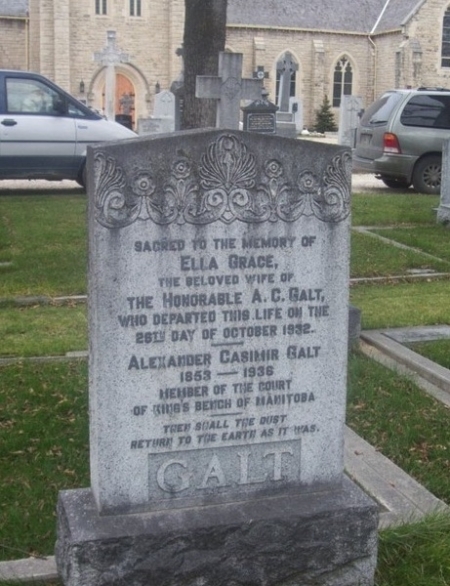 SACRED TO THE MEMORY OF
ELLA GRACE,
THE BELOVED WIFE OF
THE HONORABLE A. C. GALT,
WHO DEPARTED THIS LIFE ON THE
26TH DAY OF OCTOBER 1932.
ALEXANDER CASIMIR GALT
1853 — 1936
MEMBER OF THE COURT
OF KING'S BENCH OF MANITOBA
THEN SHALL THE DUST
RETURN TO THE EARTH AS IT WAS.
GALT